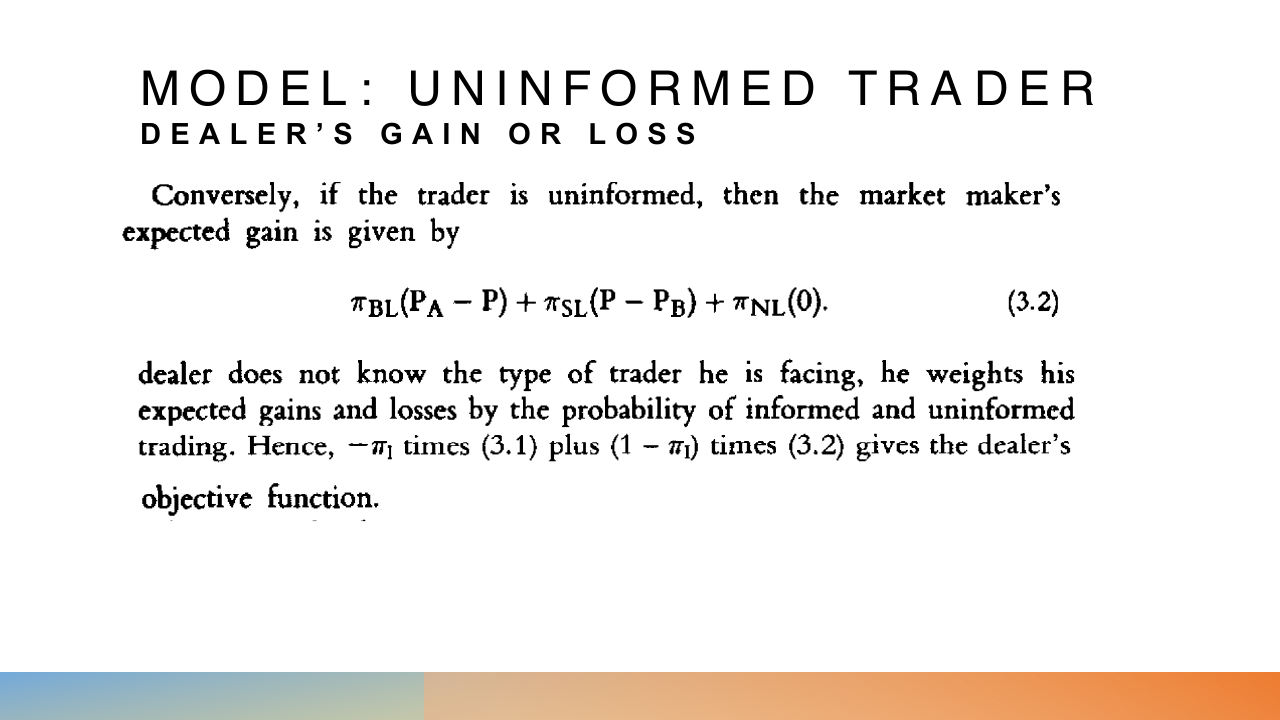 MODEL: UNINFORMED TRADER
DEALER'S GAIN OR LOSS
Conversely, if the trader is uninformed, then the market maker's
expected gain is given by
πBL(PA − P) + πSL(P − PB) + πNL(0). (3.2)
dealer does not know the type of trader he is facing, he weights his
expected gains and losses by the probability of informed and uninformed
trading. Hence, −πI times (3.1) plus (1 − πI) times (3.2) gives the dealer's
objective function.